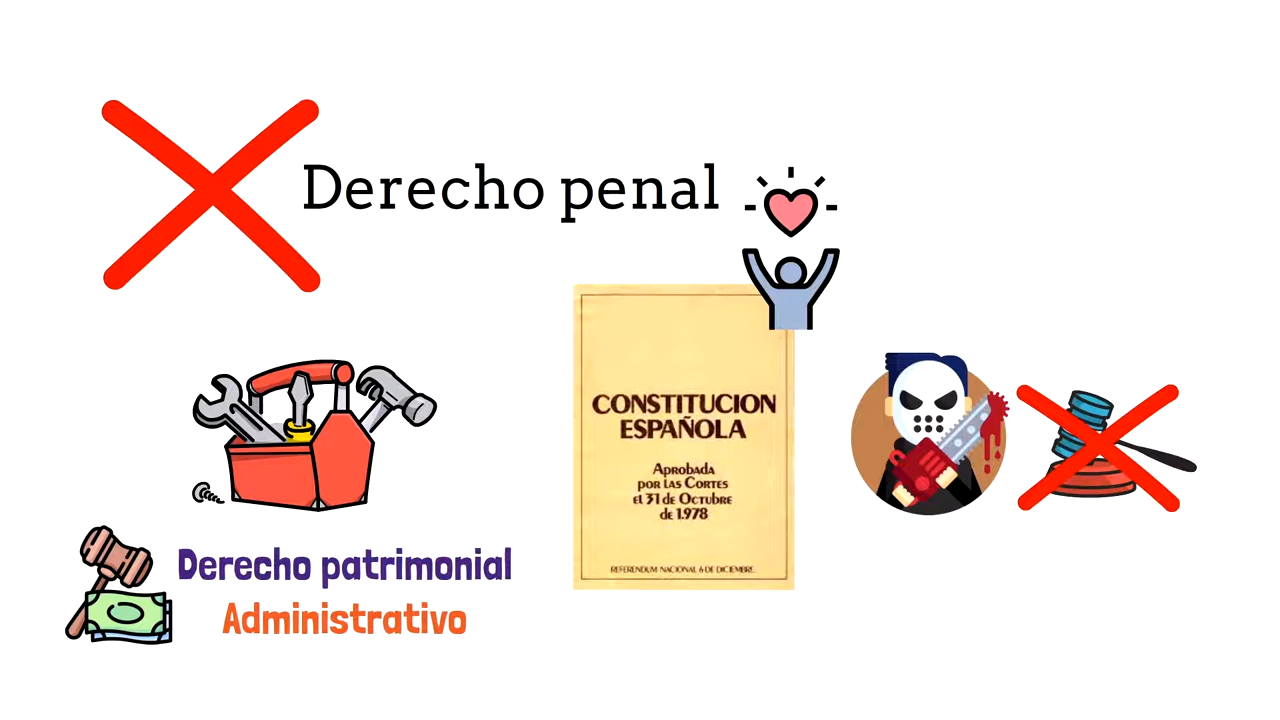 Derecho penal
CONSTITUCION
ESPAÑOLA
Aprobada
por las Cortes
el 31 de Octubre
de 1.978
REFERENDUM NACIONAL 6 DE DICIEMBRE
Derecho patrimonial
Administrativo